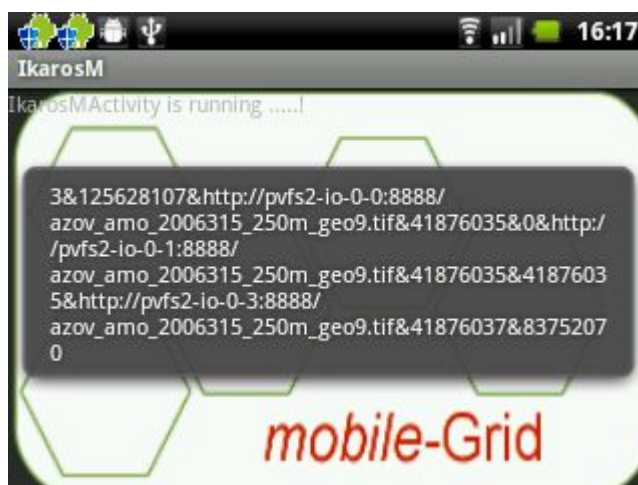 16:17
IkarosM
IkarosMActivity is running .....!
3&125628107&http://pvfs2-io-0-0:8888/
azov_amo_2006315_250m_geo9.tif&41876035&0&http:/
/pvfs2-io-0-1:8888/
azov_amo_2006315_250m_geo9.tif&41876035&4187603
5&http://pvfs2-io-0-3:8888/
azov_amo_2006315_250m_geo9.tif&41876037&8375207
0
mobile-Grid